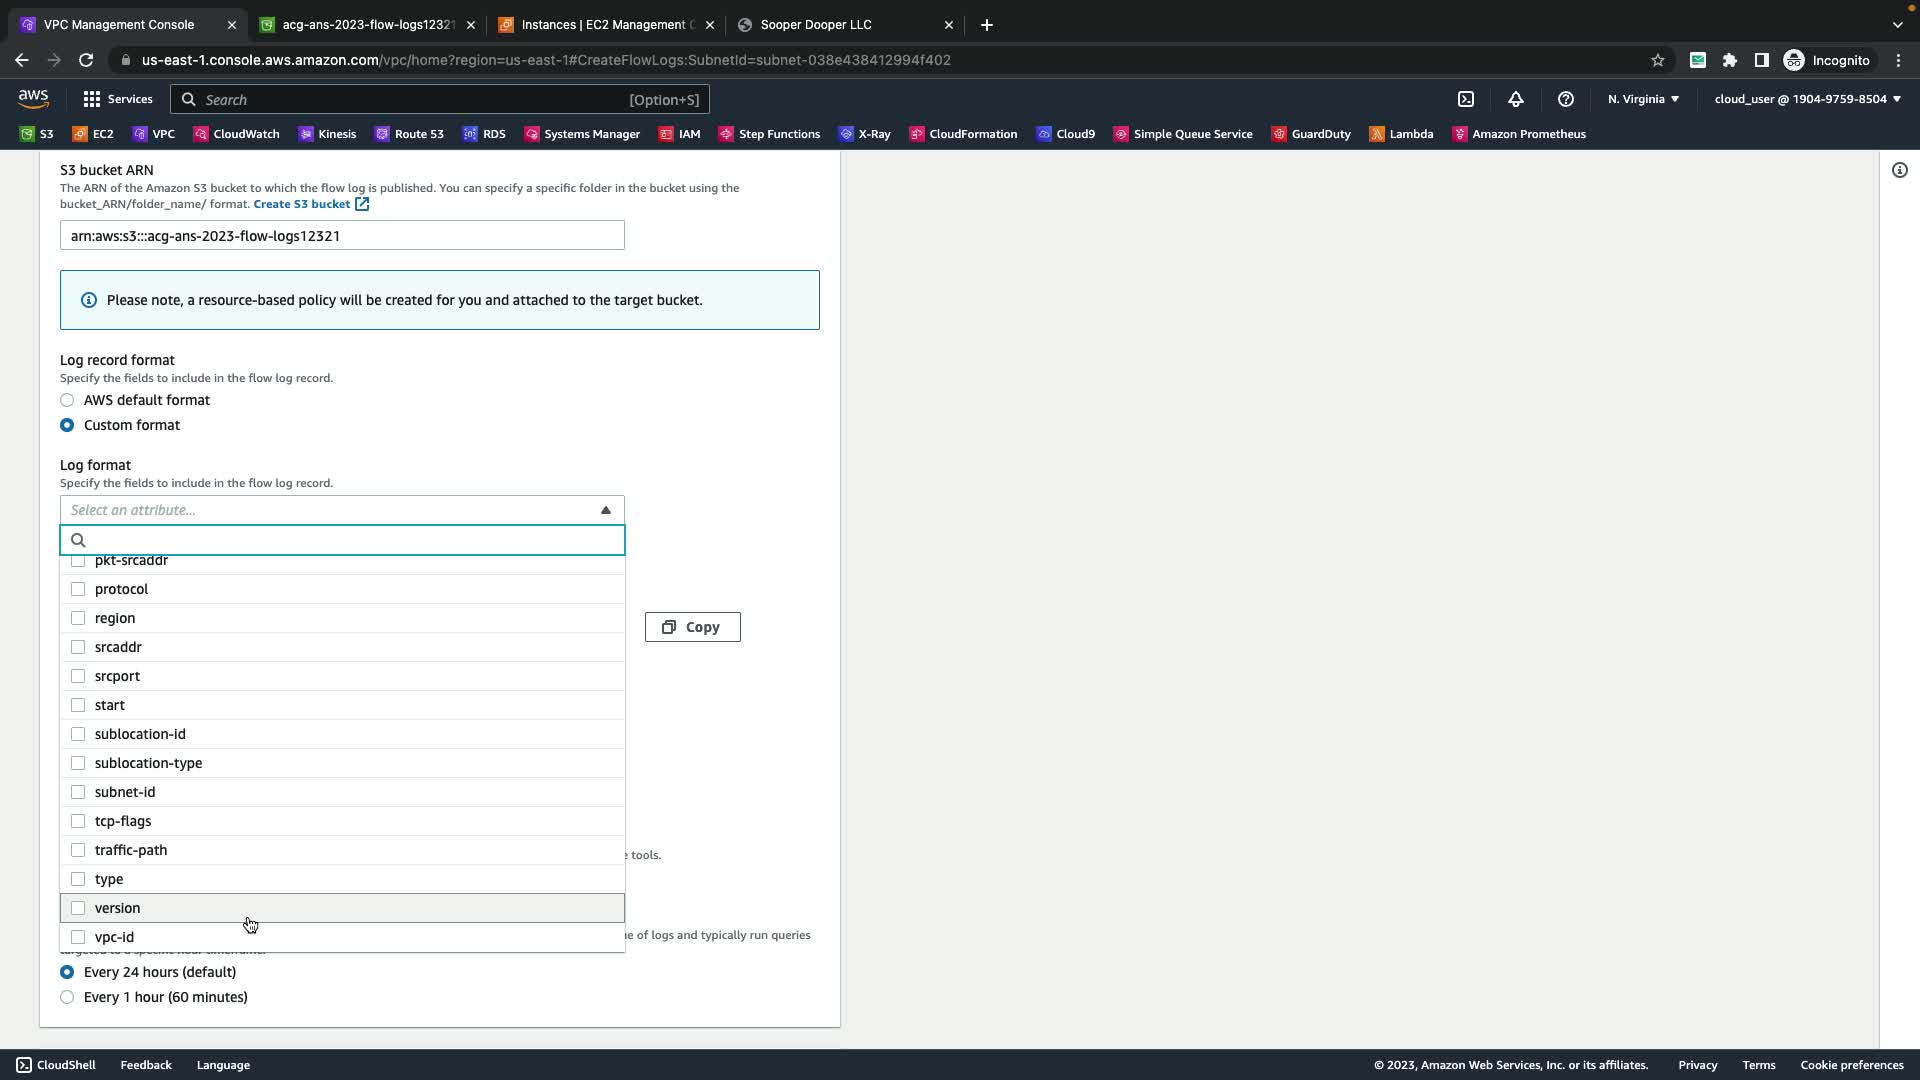 VPC Management Console
acg-ans-2023-flow-logs12321
Instances | EC2 Management C
Sooper Dooper LLC
us-east-1.console.aws.amazon.com/vpc/home?region=us-east-1#CreateFlowLogs:SubnetId=subnet-038e438412994f402
Incognito
aws
Services
Search
[Option+S]
N. Virginia
cloud_user @ 1904-9759-8504
S3
EC2
VPC
CloudWatch
Kinesis
Route 53
RDS
Systems Manager
IAM
Step Functions
X-Ray
CloudFormation
Cloud9
Simple Queue Service
GuardDuty
Lambda
Amazon Prometheus
S3 bucket ARN
The ARN of the Amazon S3 bucket to which the flow log is published. You can specify a specific folder in the bucket using the
bucket_ARN/folder_name/ format. Create S3 bucket
arn:aws:s3:::acg-ans-2023-flow-logs12321
Please note, a resource-based policy will be created for you and attached to the target bucket.
Log record format
Specify the fields to include in the flow log record.
AWS default format
Custom format
Log format
Specify the fields to include in the flow log record.
Select an attribute...
pkt-srcaddr
protocol
region
Copy
srcaddr
srcport
start
sublocation-id
sublocation-type
subnet-id
tcp-flags
traffic-path
tools.
type
version
vpc-id
of logs and typically run queries
Every 24 hours (default)
Every 1 hour (60 minutes)
CloudShell
Feedback
Language
© 2023, Amazon Web Services, Inc. or its affiliates.
Privacy
Terms
Cookie preferences